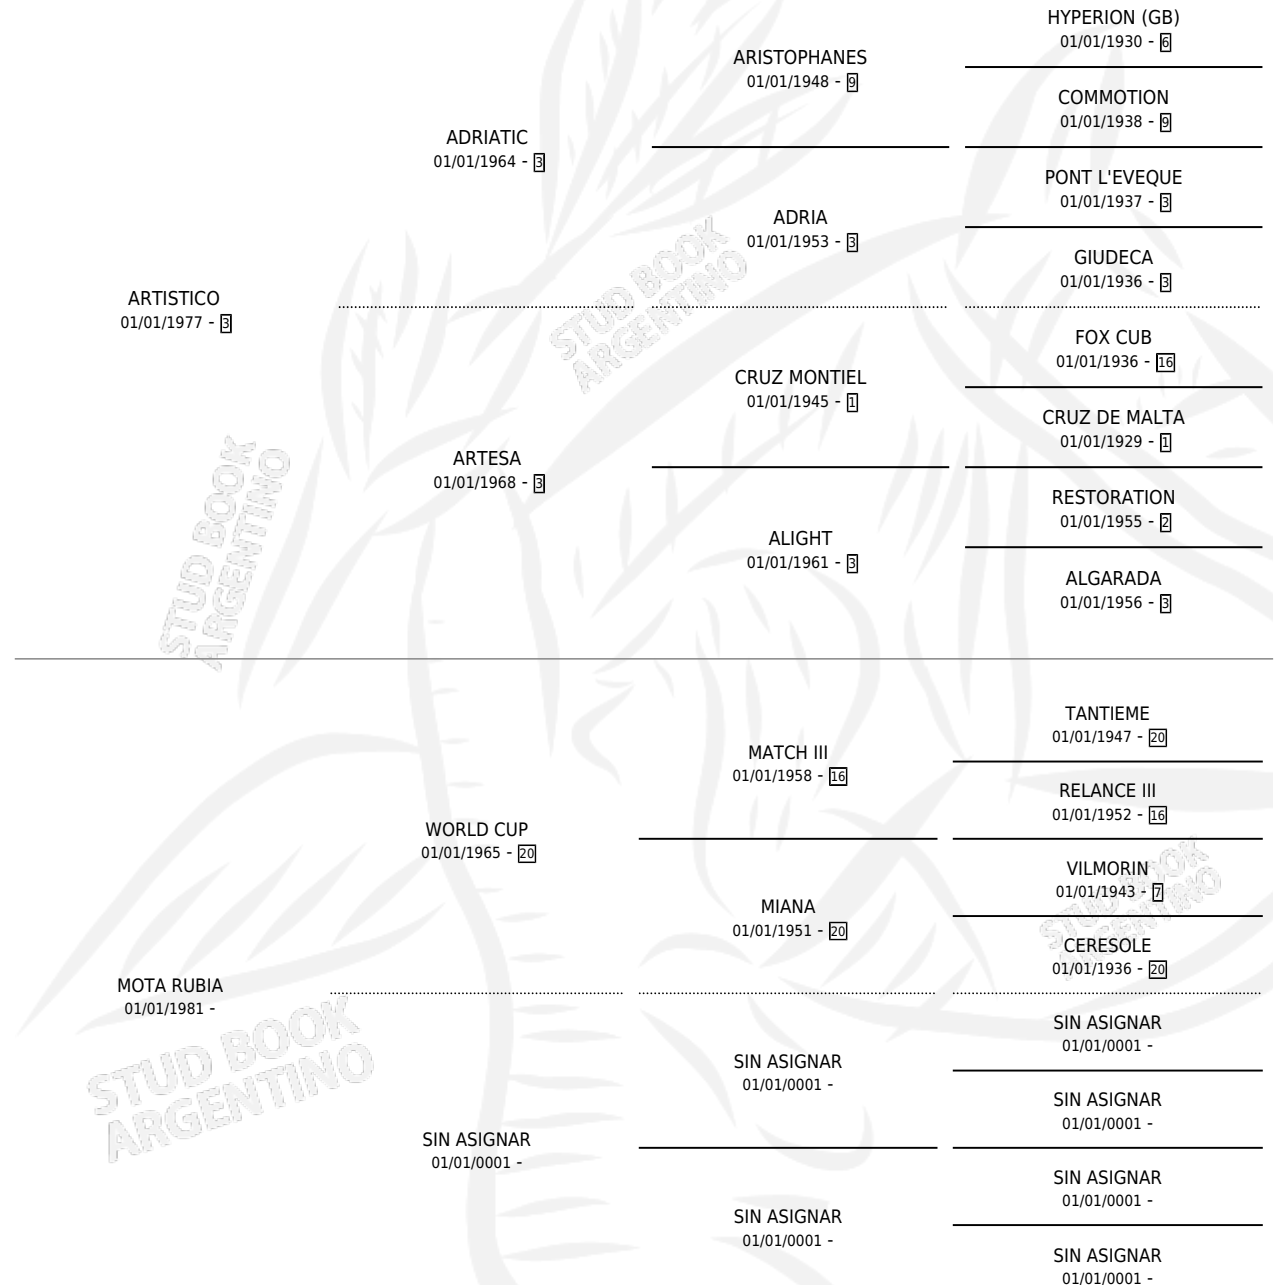 HYPERION (GB)
01/01/1930 - 6
ARISTOPHANES
01/01/1948 - 9
COMMOTION
01/01/1938 - 9
ADRIATIC
01/01/1964 - 3
PONT L'EVEQUE
01/01/1937 - 3
ADRIA
01/01/1953 - 3
GIUDECA
01/01/1936 - 3
ARTISTICO
01/01/1977 - 3
STUD BOOK
ARGENTINO
FOX CUB
01/01/1936 - 16
CRUZ MONTIEL
01/01/1945 - 1
CRUZ DE MALTA
01/01/1929 - 1
ARTESA
01/01/1968 - 3
RESTORATION
01/01/1955 - 2
ALIGHT
01/01/1961 - 3
ALGARADA
01/01/1956 - 3
STUD BOOK
ARGENTINO
TANTIEME
01/01/1947 - 20
MATCH III
01/01/1958 - 16
RELANCE III
01/01/1952 - 16
WORLD CUP
01/01/1965 - 20
VILMORIN
01/01/1943 - 7
MIANA
01/01/1951 - 20
CERESOLE
01/01/1936 - 20
STUD BOOK
ARGENTINO
MOTA RUBIA
01/01/1981 -
SIN ASIGNAR
01/01/0001 -
SIN ASIGNAR
01/01/0001 -
SIN ASIGNAR
01/01/0001 -
STUD BOOK
ARGENTINO
SIN ASIGNAR
01/01/0001 -
SIN ASIGNAR
01/01/0001 -
SIN ASIGNAR
01/01/0001 -
SIN ASIGNAR
01/01/0001 -